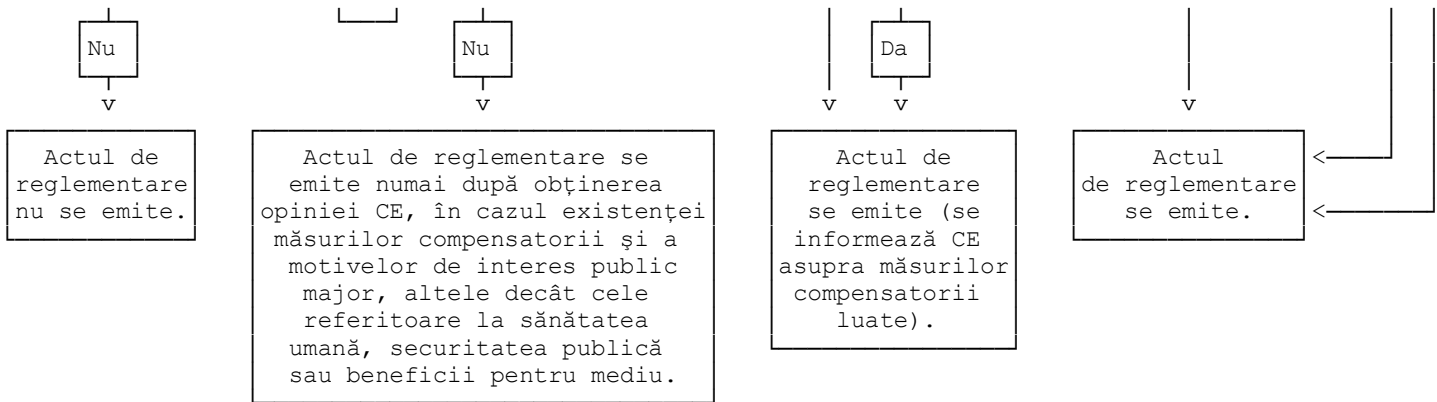 Nu
Nu
Da
v
v
v
v
v
Actul de
reglementare
nu se emite.
Actul de reglementare se
emite numai după obţinerea
opiniei CE, în cazul existenţei
măsurilor compensatorii şi a
motivelor de interes public
major, altele decât cele
referitoare la sănătatea
umană, securitatea publică
sau beneficii pentru mediu.
Actul de
reglementare
se emite (se
informează CE
asupra măsurilor
compensatorii
luate).
Actul
de reglementare
se emite.
<
<